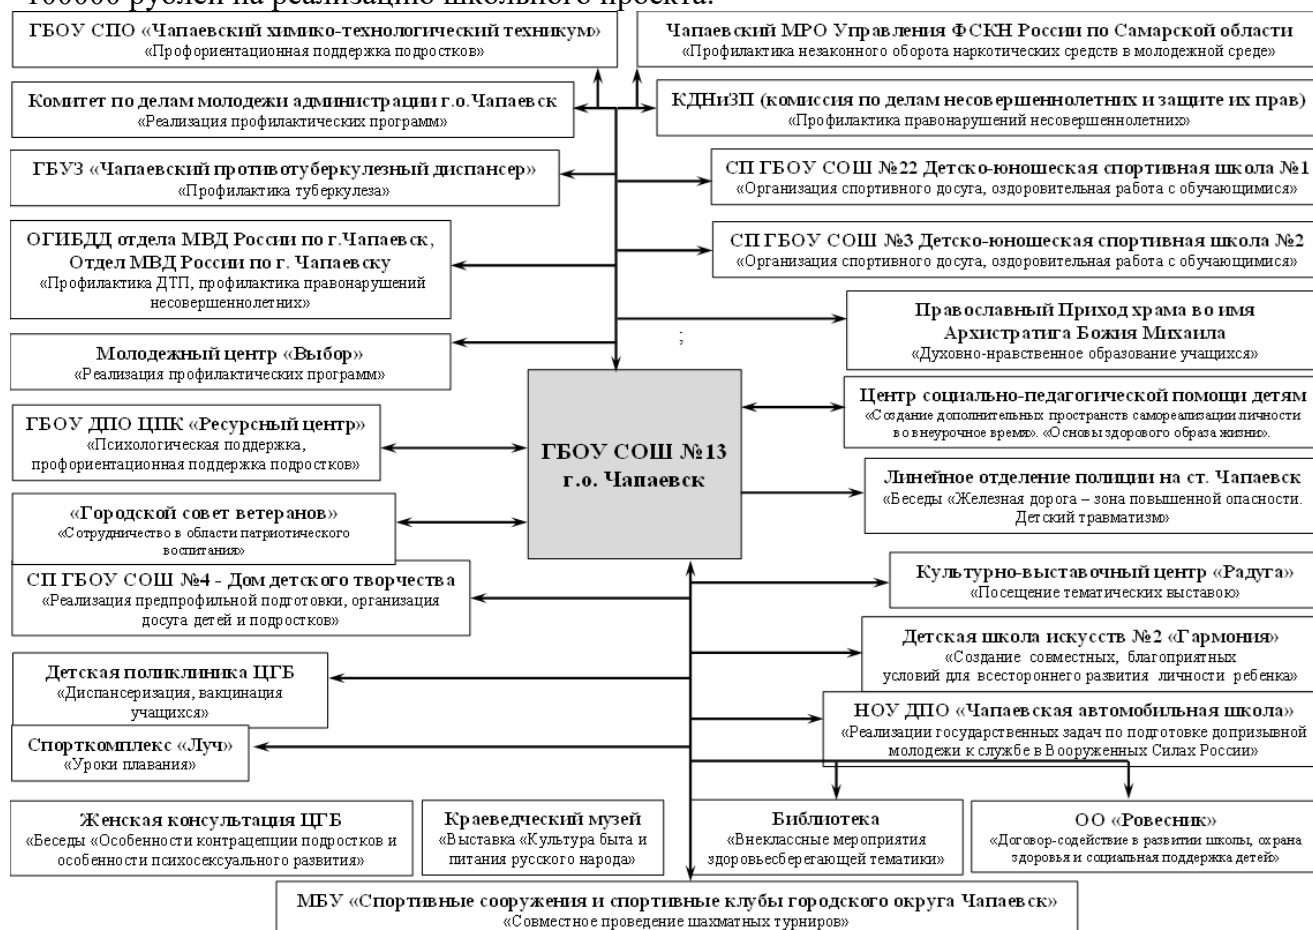 100000 рублей на реализацию школьного проекта.
ГБОУ СПО «Чапаевский химико-технологический техникум»
«Профориентационная поддержка подростков»
Чапаевский МРО Управления ФСКН России по Самарской области
«Профилактика незаконного оборота наркотических средств в молодежной среде»
Комитет по делам молодежи администрации г.о.Чапаевск
«Реализация профилактических программ»
КДНиЗП (комиссия по делам несовершеннолетних и защите их прав)
«Профилактика правонарушений несовершеннолетних»
ГБУЗ «Чапаевский противотуберкулезный диспансер»
«Профилактика туберкулеза»
СП ГБОУ СОШ №22 Детско-юношеская спортивная школа №1
«Организация спортивного досуга, оздоровительная работа с обучающимися»
ОГИБДД отдела МВД России по г.Чапаевск,
Отдел МВД России по г. Чапаевску
«Профилактика ДТП, профилактика правонарушений
несовершеннолетних»
СП ГБОУ СОШ №3 Детско-юношеская спортивная школа №2
«Организация спортивного досуга, оздоровительная работа с обучающимися»
Православный Приход храма во имя
Архистратига Божия Михаила
«Духовно-нравственное образование учащихся»
;
Молодежный центр «Выбор»
«Реализация профилактических программ»
Центр социально-педагогической помощи детям
«Создание дополнительных пространств самореализации личности
во внеурочное время». «Основы здорового образа жизни».
ГБОУ ДПО ЦПК «Ресурсный центр»
«Психологическая поддержка,
профориентационная поддержка подростков»
ГБОУ СОШ №13
г.о. Чапаевск
Линейное отделение полиции на ст. Чапаевск
«Беседы «Железная дорога – зона повышенной опасности.
Детский травматизм»
«Городской совет ветеранов»
«Сотрудничество в области патриотического
воспитания»
СП ГБОУ СОШ №4 - Дом детского творчества
«Реализация предпрофильной подготовки, организация
досуга детей и подростков»
Культурно-выставочный центр «Радуга»
«Посещение тематических выставою»
Детская школа искусств №2 «Гармония»
«Создание совместных, благоприятных
условий для всестороннего развития личности ребенка»
Детская поликлиника ЦГБ
«Диспансеризация, вакцинация
учащихся»
НОУ ДПО «Чапаевская автомобильная школа»
«Реализации государственных задач по подготовке допризывной
молодежи к службе в Вооруженных Силах России»
Спорткомплекс «Луч»
«Уроки плавания»
Женская консультация ЦГБ
«Беседы «Особенности контрацепции подростков и
особенности психосексуального развития»
Краеведческий музей
«Выставка «Культура быта и
питания русского народа»
Библиотека
«Внеклассные мероприятия
здоровьесберегающей тематики»
ОО «Ровесник»
«Договор-содействие в развитии школы, охрана
здоровья и социальная поддержка детей»
МБУ «Спортивные сооружения и спортивные клубы городского округа Чапаевск»
«Совместное проведение шахматных турниров»